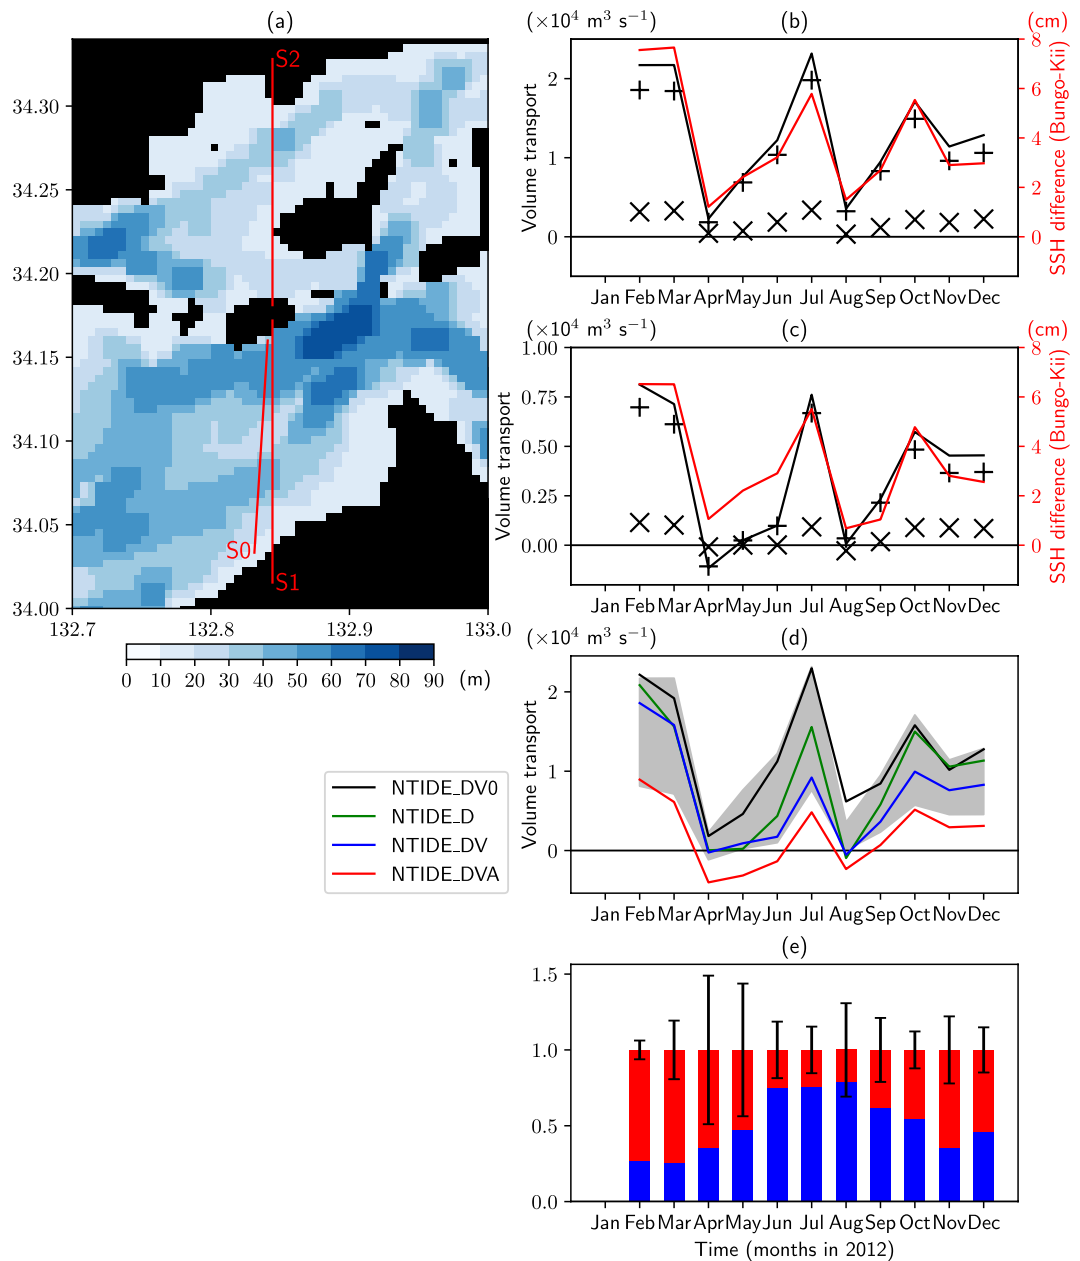 (a)
S2
S0
S1
34.30
34.25
34.20
34.15
34.10
34.05
34.00
132.7 132.8 132.9 133.0
0 10 20 30 40 50 60 70 80 90 (m)
NTIDE_DV0
NTIDE_D
NTIDE_DV
NTIDE_DVA
(×10⁴ m³ s⁻¹) (b) (cm)
Volume transport
2
1
0
8
6
4
2
0
SSH difference (Bungo-Kii)
Jan Feb Mar Apr May Jun Jul Aug Sep Oct Nov Dec
(×10⁴ m³ s⁻¹) (c) (cm)
Volume transport
1.00
0.75
0.50
0.25
0.00
8
6
4
2
0
SSH difference (Bungo-Kii)
Jan Feb Mar Apr May Jun Jul Aug Sep Oct Nov Dec
(×10⁴ m³ s⁻¹) (d)
Volume transport
2
1
0
Jan Feb Mar Apr May Jun Jul Aug Sep Oct Nov Dec
(e)
1.5
1.0
0.5
0.0
Jan Feb Mar Apr May Jun Jul Aug Sep Oct Nov Dec
Time (months in 2012)